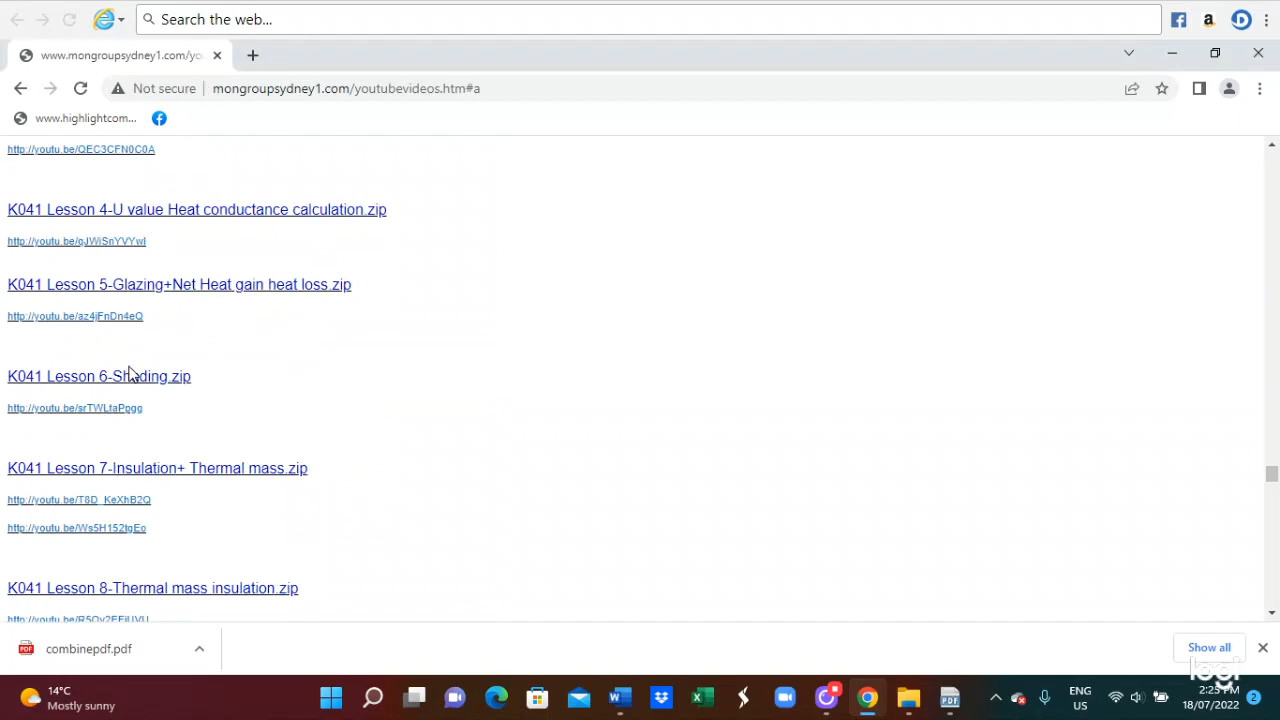 Search the web...
www.mongroupsydney1.com/yo
Not secure
mongroupsydney1.com/youtubevideos.htm#a
www.highlightcom...
http://youtu.be/QEC3CFN0C0A
K041 Lesson 4-U value Heat conductance calculation.zip
http://youtu.be/qJWiSnYVYwI
K041 Lesson 5-Glazing+Net Heat gain heat loss.zip
http://youtu.be/az4jFnDn4eQ
K041 Lesson 6-Shading.zip
http://youtu.be/srTWLfaPpgg
K041 Lesson 7-Insulation+ Thermal mass.zip
http://youtu.be/T8D_KeXhB2Q
http://youtu.be/Ws5H152tgEo
K041 Lesson 8-Thermal mass insulation.zip
combinepdf.pdf
Show all
logi
14°C
Mostly sunny
ENG
US
2:25 PM
18/07/2022
2